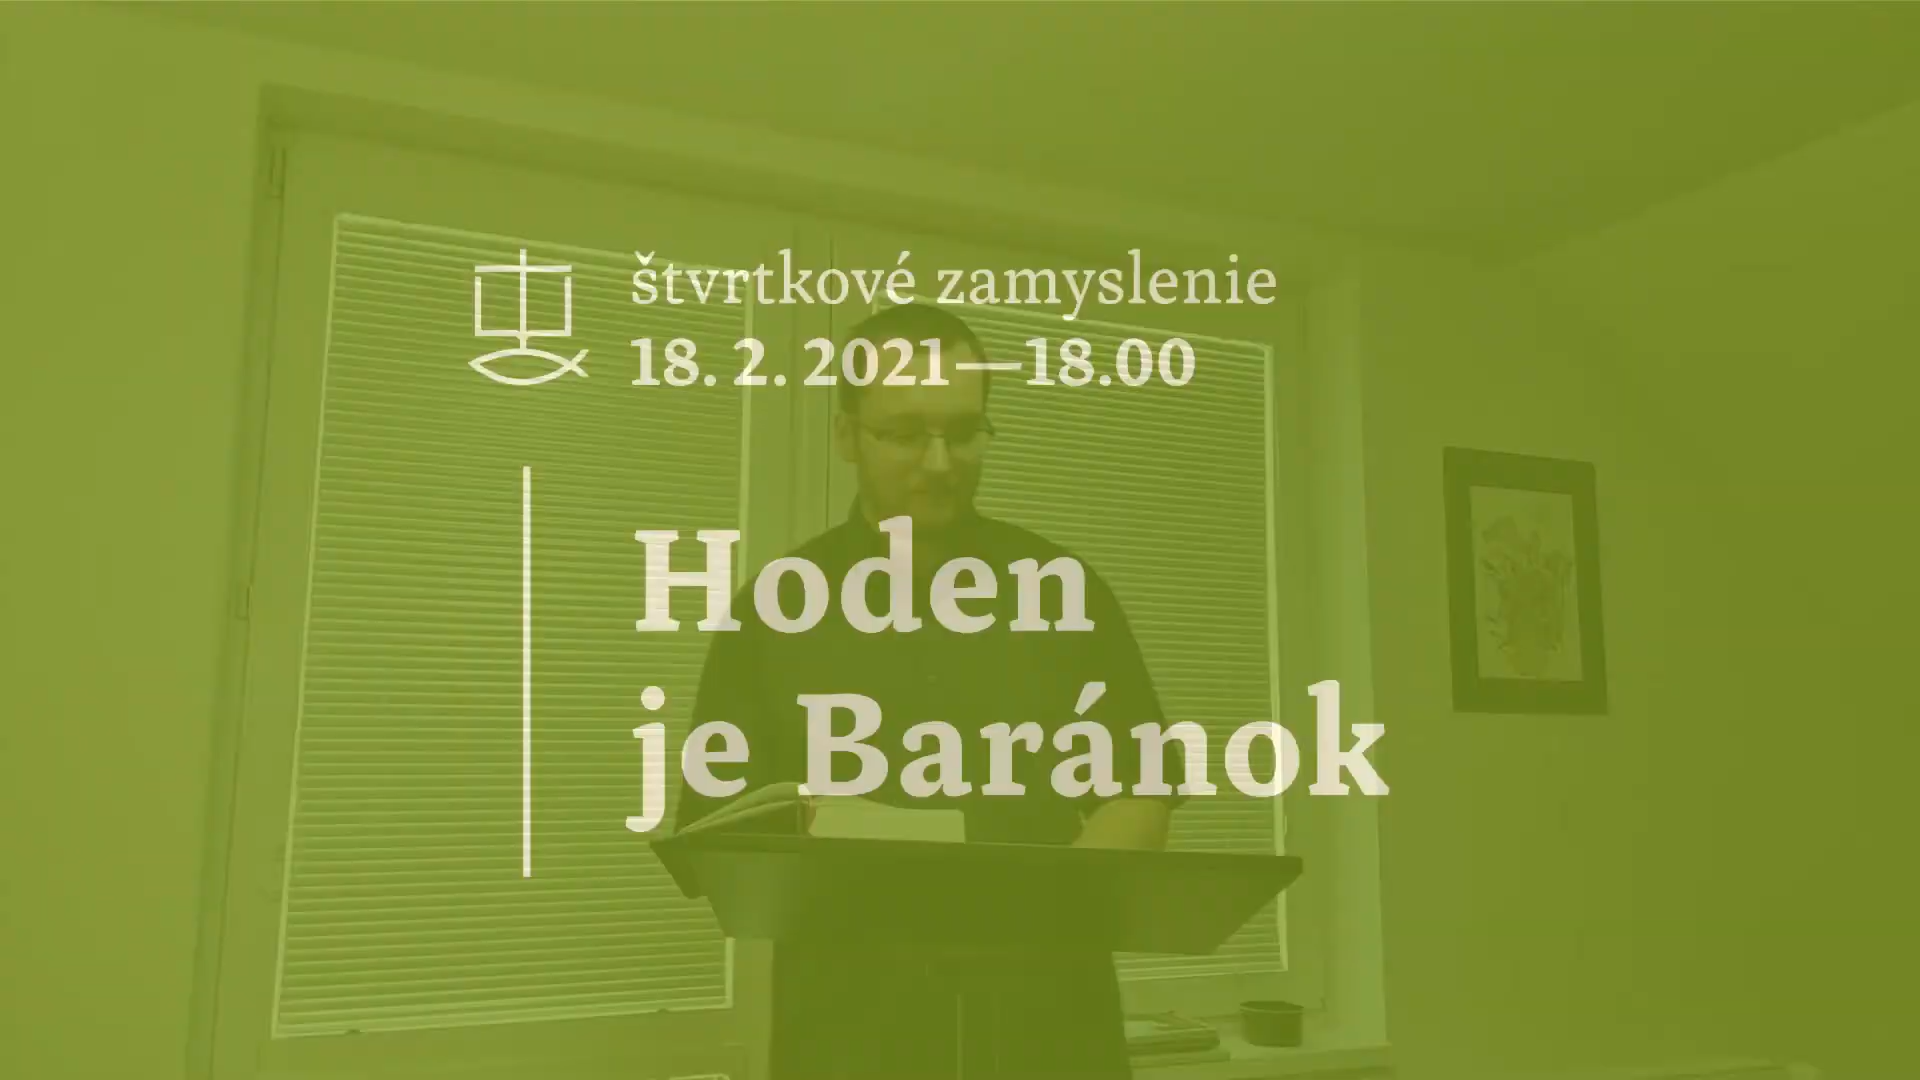 štvrtkové zamyslenie
18. 2. 2021—18.00
Hoden
je Baránok